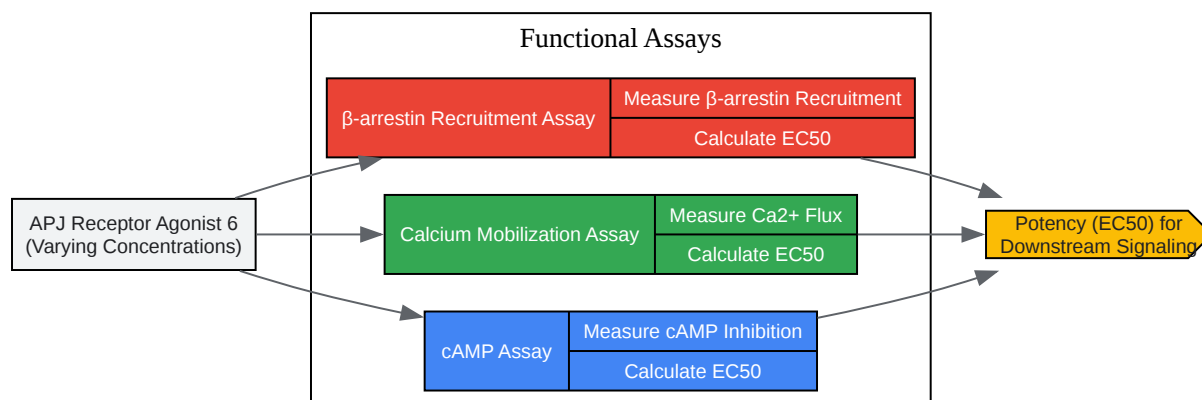 Functional Assays
β-arrestin Recruitment Assay
Measure β-arrestin Recruitment
Calculate EC50
APJ Receptor Agonist 6
(Varying Concentrations)
Calcium Mobilization Assay
Measure Ca2+ Flux
Calculate EC50
Potency (EC50) for
Downstream Signaling
cAMP Assay
Measure cAMP Inhibition
Calculate EC50